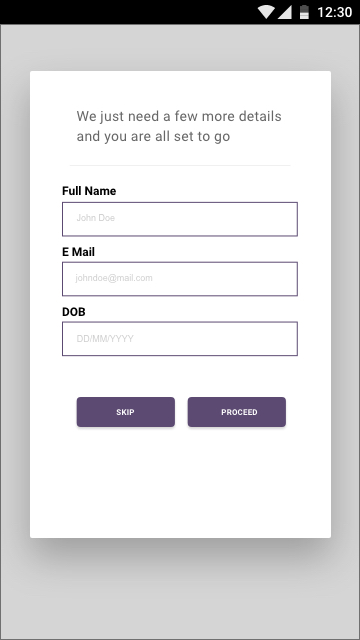 12:30
We just need a few more details
and you are all set to go
Full Name
John Doe
E Mail
johndoe@mail.com
DOB
DD/MM/YYYY
SKIP
PROCEED